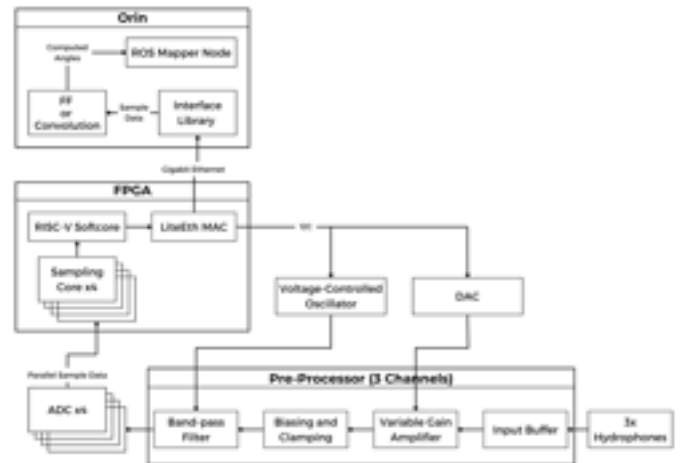 Orin
Computed
Angles
ROS Mapper Node
FF
or
Convolution
Sample
Data
Interface
Library
Gigabit Ethernet
FPGA
RISC-V Softcore
LiteEth MAC
Sampling
Core x4
Voltage-Controlled
Oscillator
DAC
Parallel Sample Data
Pre-Processor (3 Channels)
ADC x4
Band-pass
Filter
Biasing and
Clamping
Variable Gain
Amplifier
Input Buffer
3x
Hydrophones